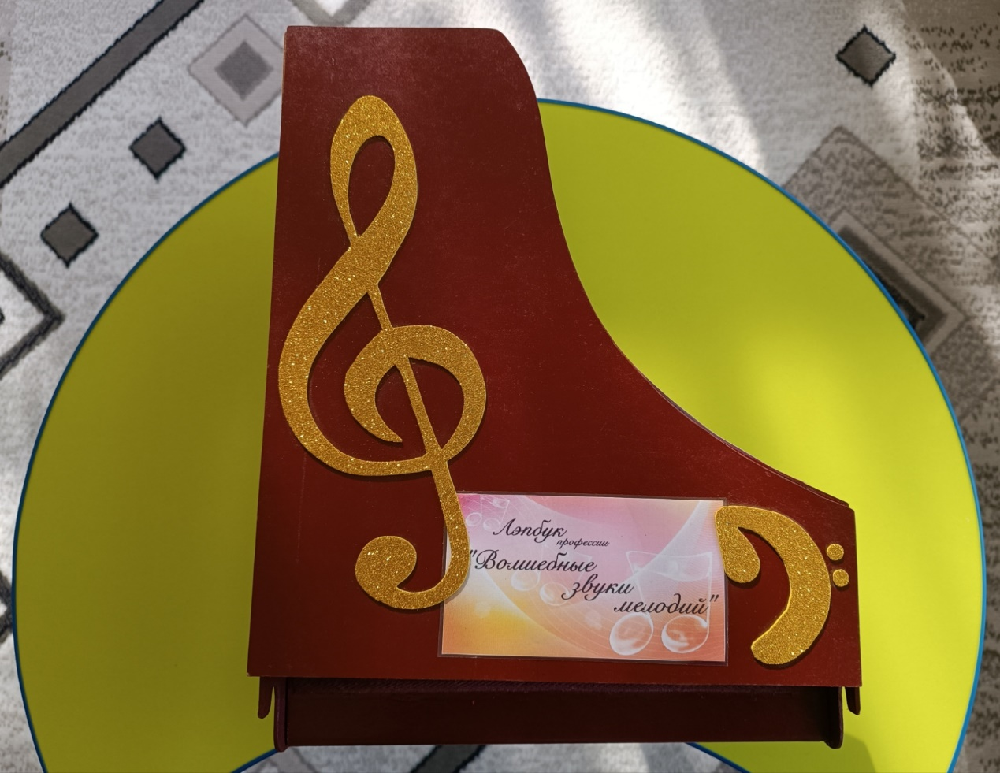 Лэпбук
профессии
"Волшебные
звуки
мелодий"